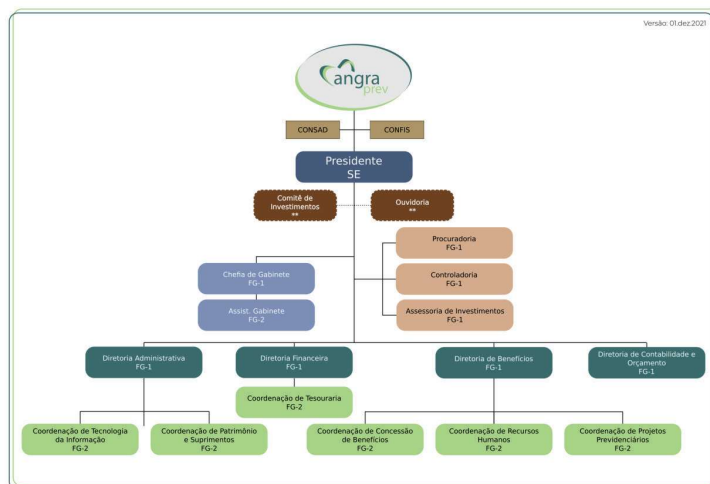 Versão: 01.dez.2021
angra
prev
CONSAD
CONFIS
Presidente
SE
Comitê de
Investimentos
**
Ouvidoria
**
Procuradoria
FG-1
Chefia de Gabinete
FG-1
Controladoria
FG-1
Assist. Gabinete
FG-2
Assessoria de Investimentos
FG-1
Diretoria Administrativa
FG-1
Diretoria Financeira
FG-1
Diretoria de Benefícios
FG-1
Diretoria de Contabilidade e
Orçamento
FG-1
Coordenação de Tesouraria
FG-2
Coordenação de Tecnologia
da Informação
FG-2
Coordenação de Patrimônio
e Suprimentos
FG-2
Coordenação de Concessão
de Benefícios
FG-2
Coordenação de Recursos
Humanos
FG-2
Coordenação de Projetos
Previdenciários
FG-2